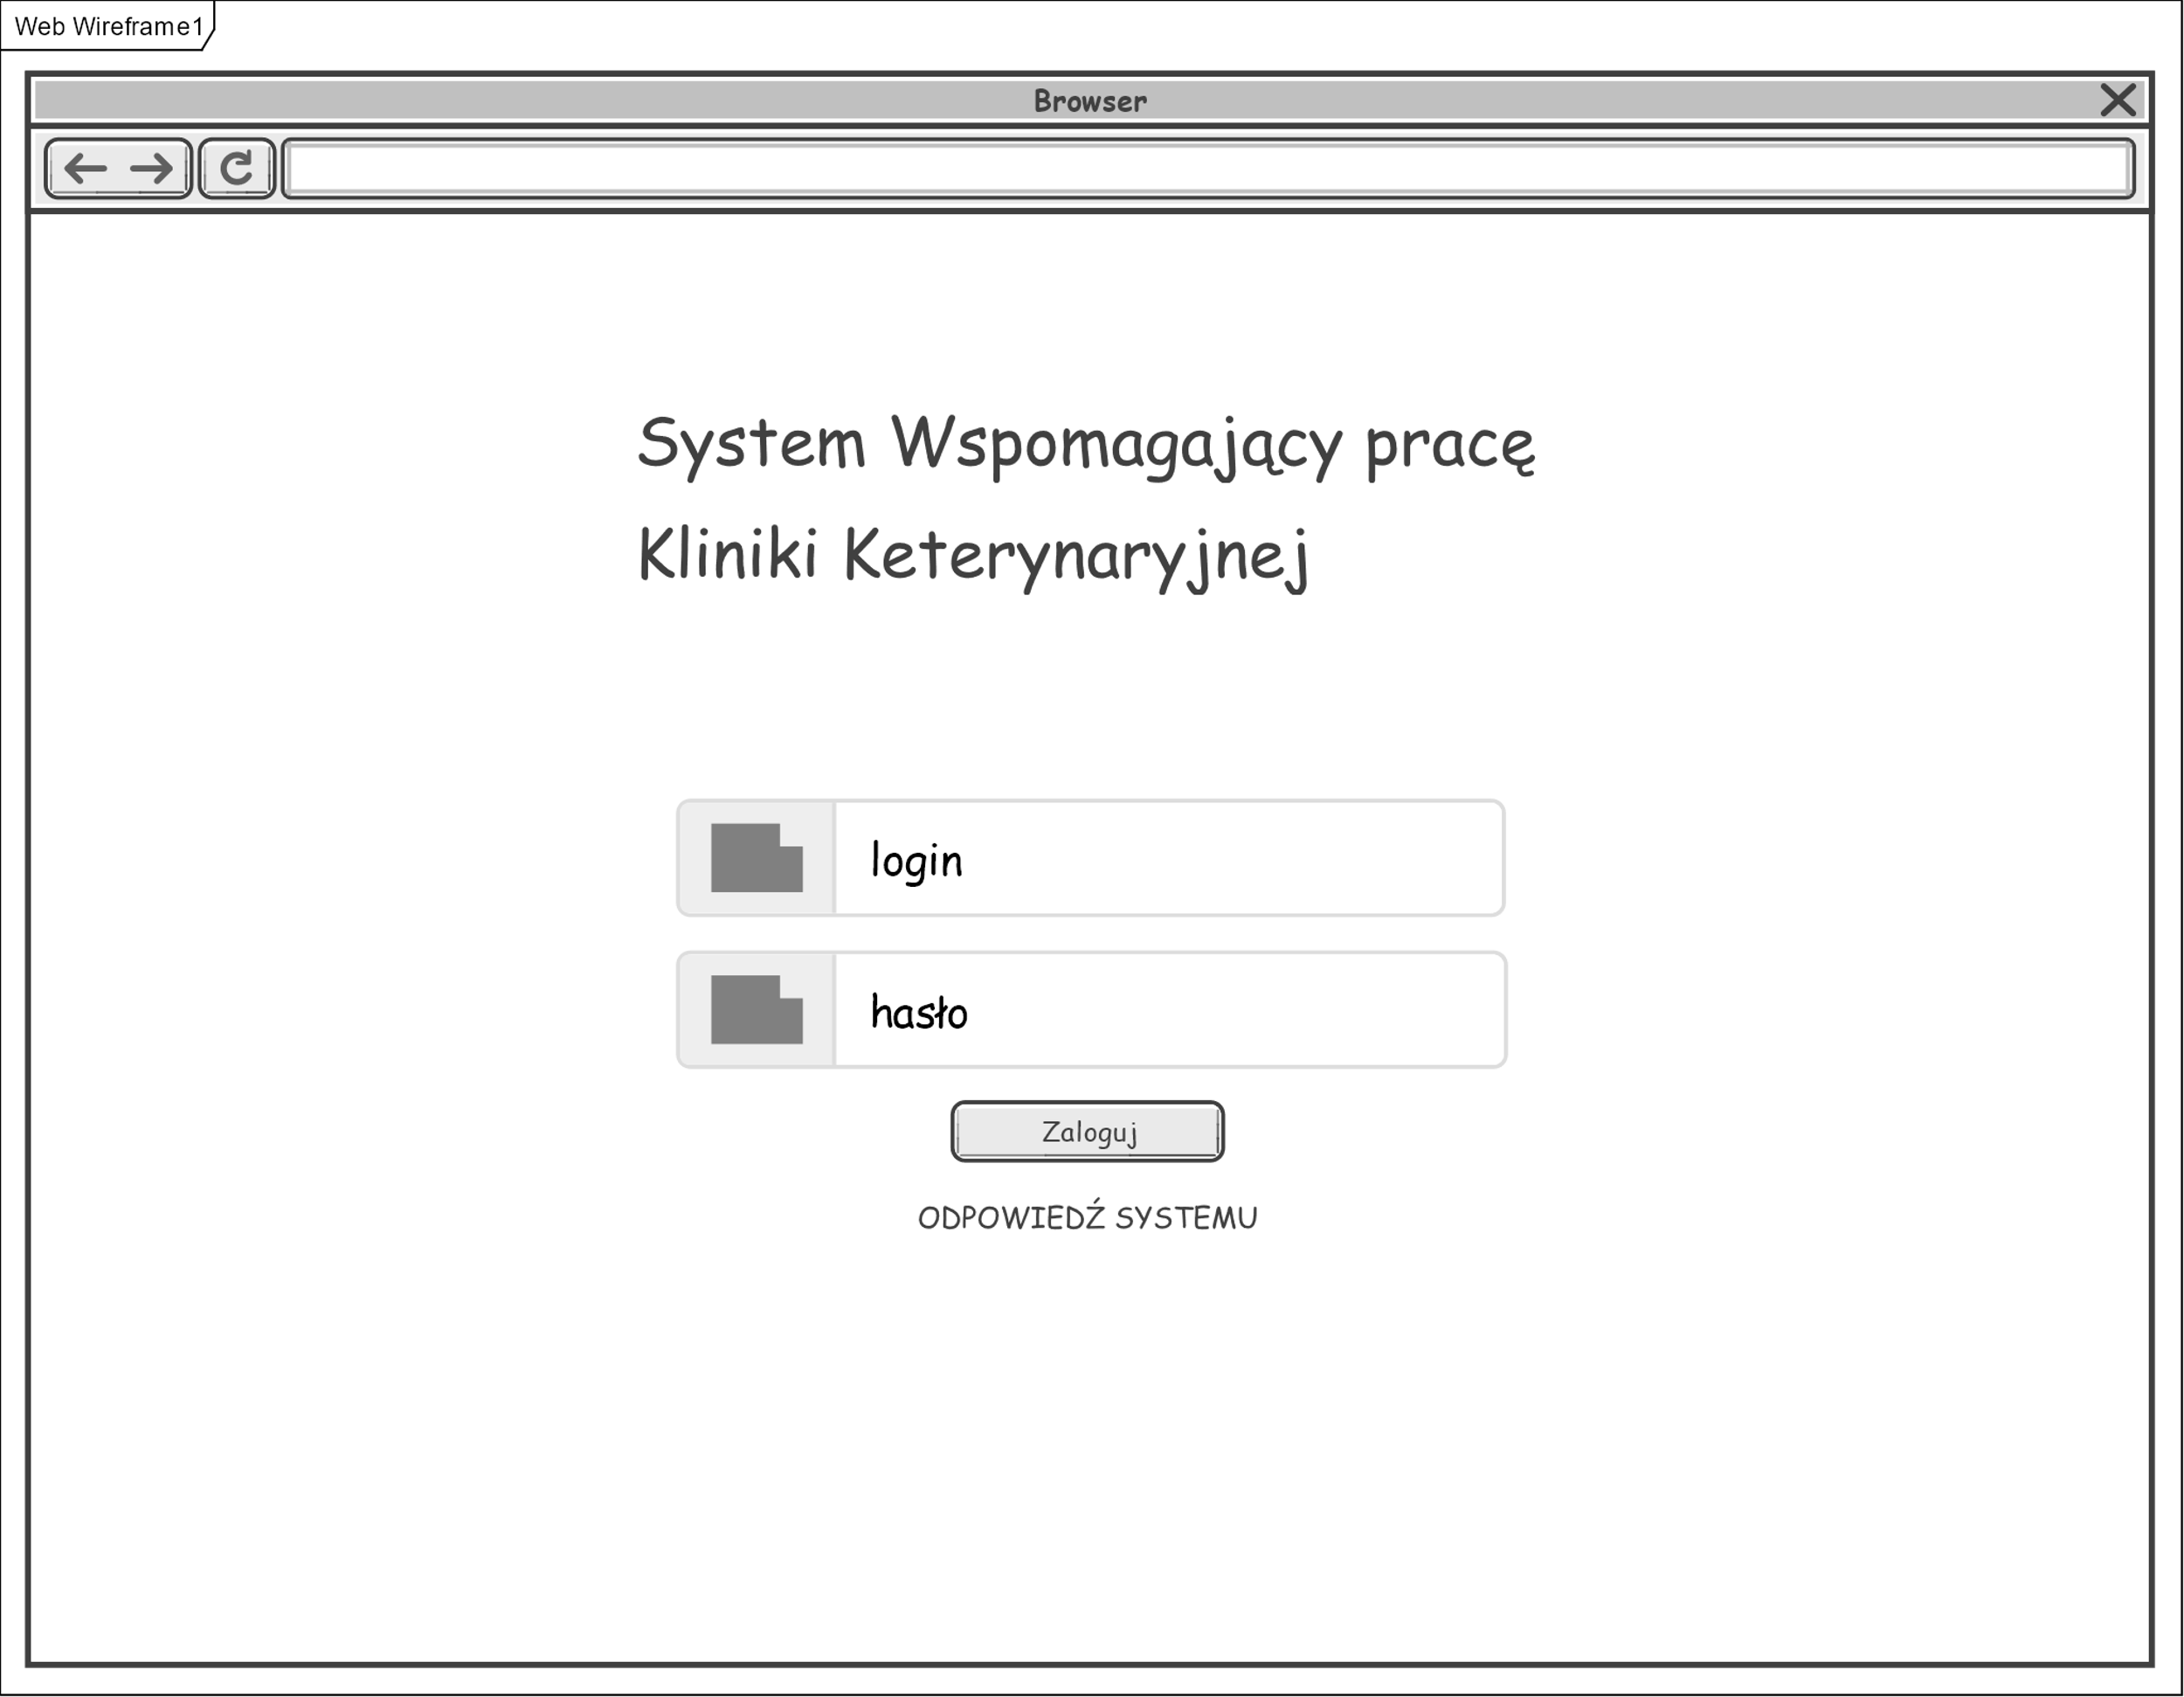 Web Wireframe1
Browser
System Wspomagający pracę
Kliniki Keterynaryjnej
login
hasło
Zaloguj
ODPOWIEDŹ SYSTEMU